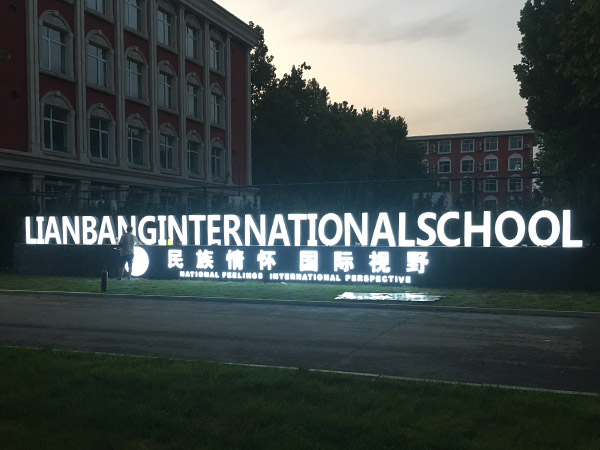 LIANBANGINTERNATIONALSCHOOL
民族情怀 国际视野
NATIONAL FEELINGS INTERNATIONAL PERSPECTIVE